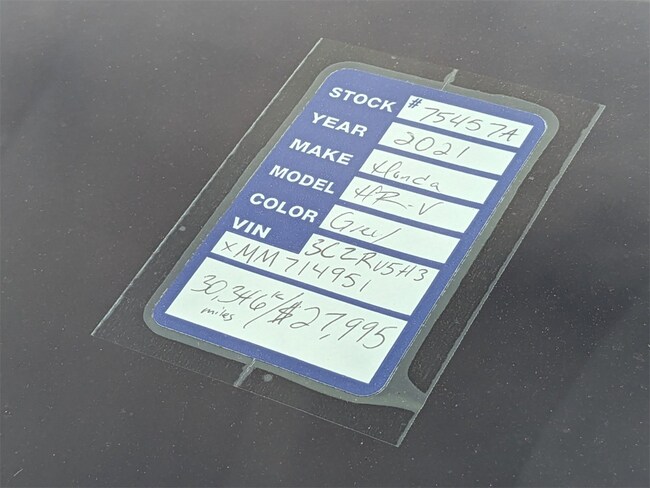 STOCK #75457A
YEAR 2021
MAKE Honda
MODEL HR-V
COLOR Grey
VIN 3CZRU5H3
XMM714951
30,346 / $27,995
miles